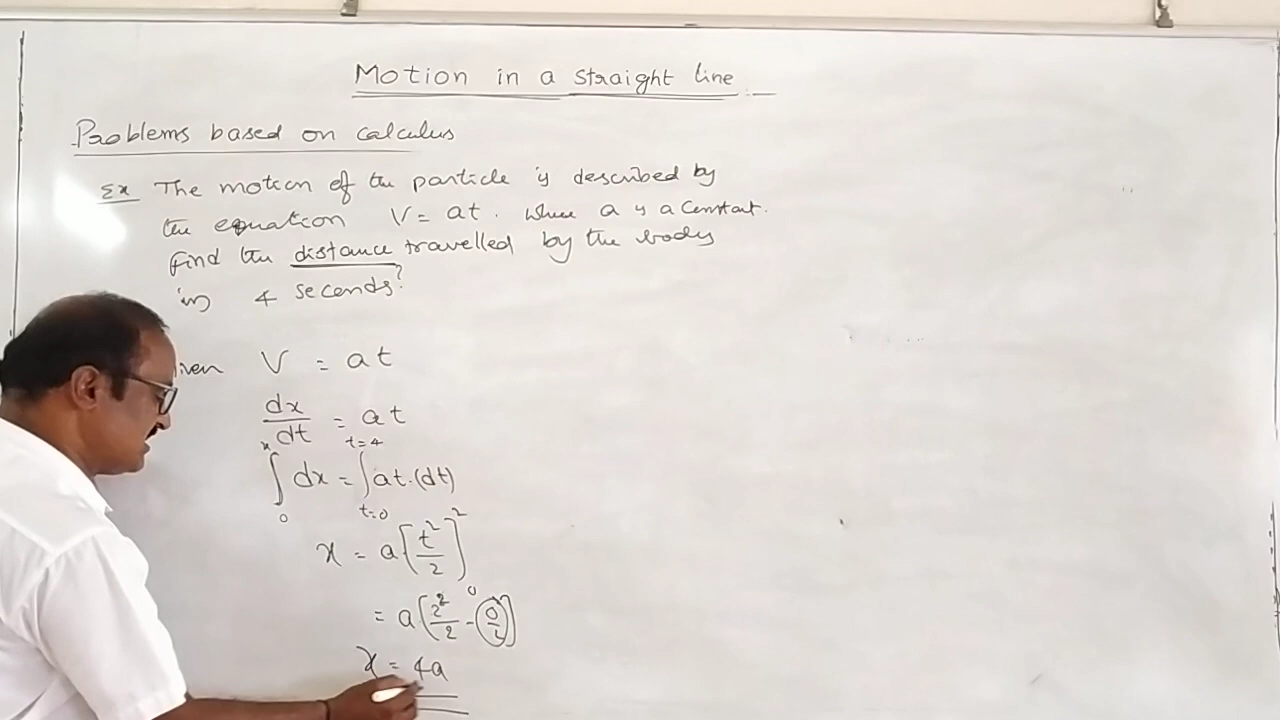 Motion in a straight line
Problems based on calculus
Ex The motion of the particle is described by
the equation V = at. where a is a constant.
Find the distance travelled by the body
in 4 seconds?
iven V = at
dx/dt = at
∫₀ˣ dx = ∫ₜ₌₀ᵗ⁼⁴ at.(dt)
x = a[t²/2]₀²
= a[2²/2 - (0/2)]
x = 4a